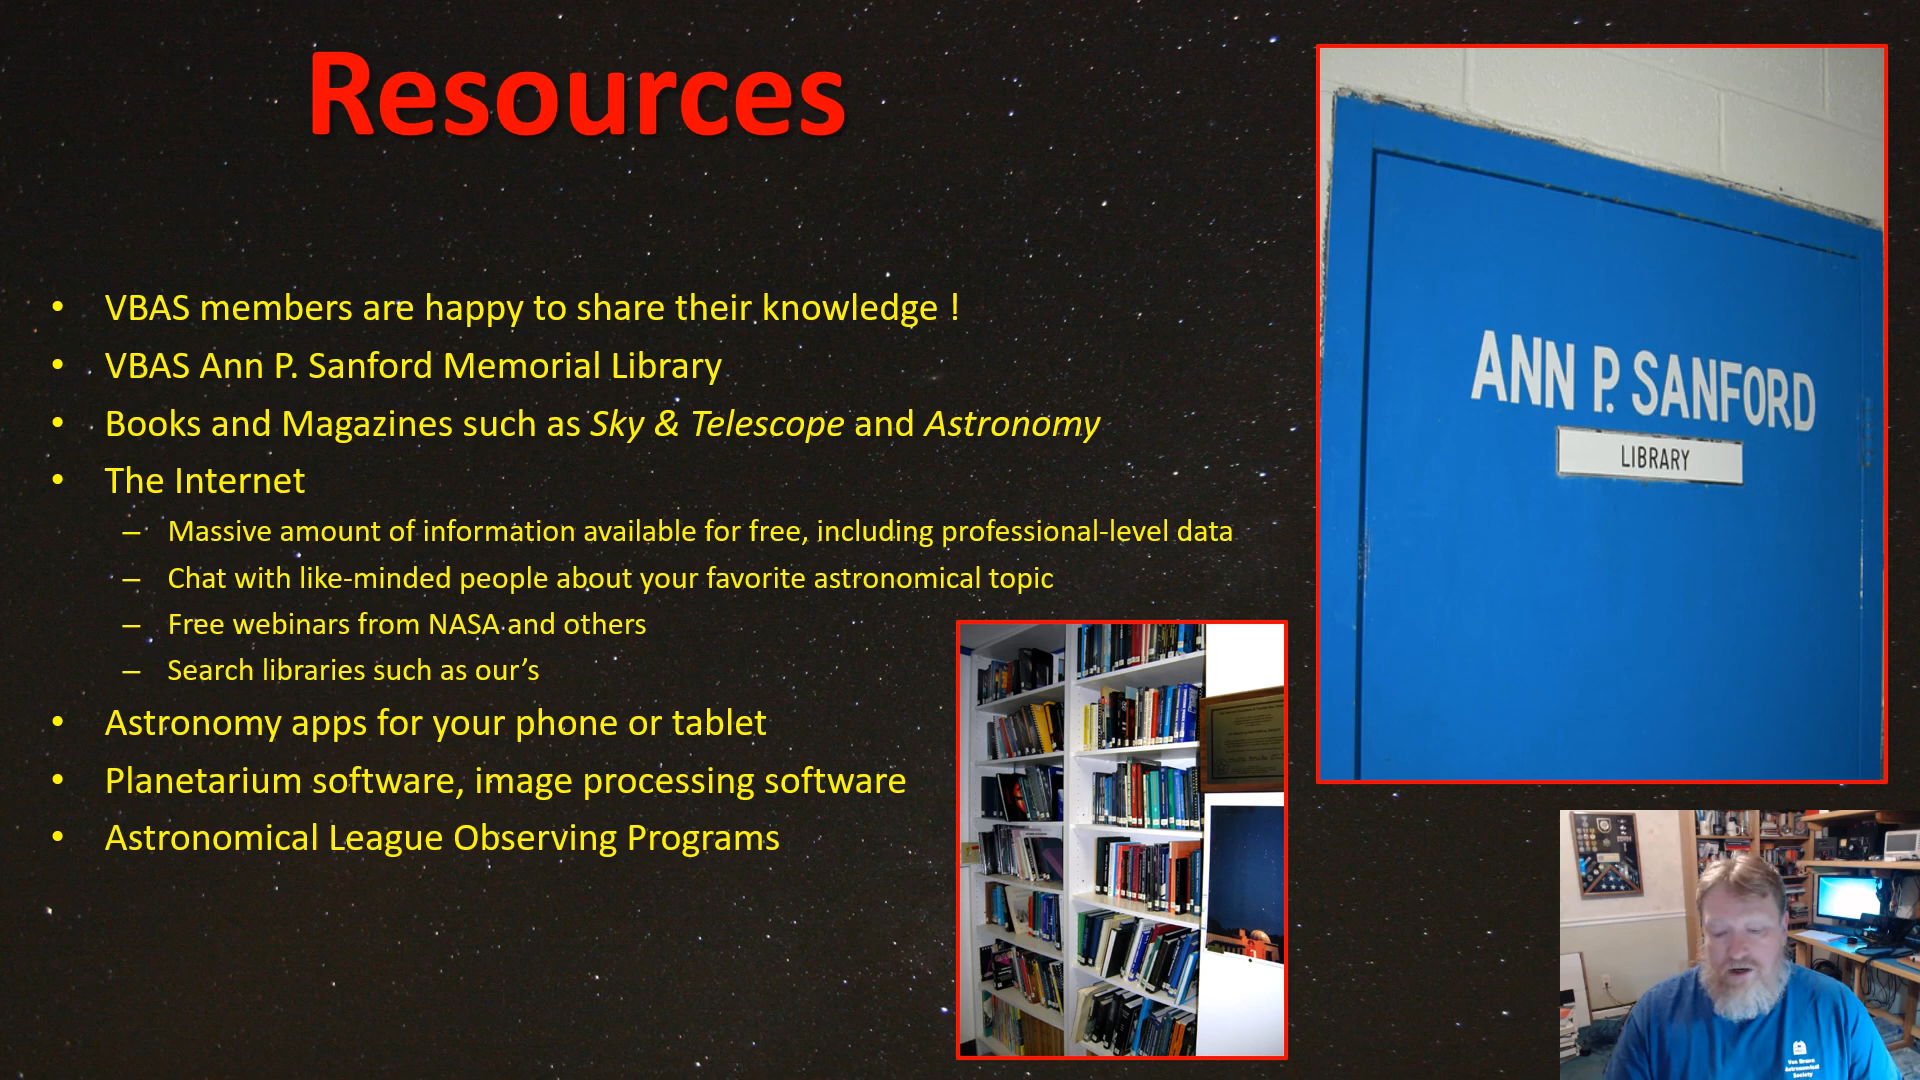 Resources
• VBAS members are happy to share their knowledge !
• VBAS Ann P. Sanford Memorial Library
• Books and Magazines such as Sky & Telescope and Astronomy
• The Internet
– Massive amount of information available for free, including professional-level data
– Chat with like-minded people about your favorite astronomical topic
– Free webinars from NASA and others
– Search libraries such as our’s
• Astronomy apps for your phone or tablet
• Planetarium software, image processing software
• Astronomical League Observing Programs
ANN P. SANFORD
LIBRARY
Von Braun
Astronomical
Society